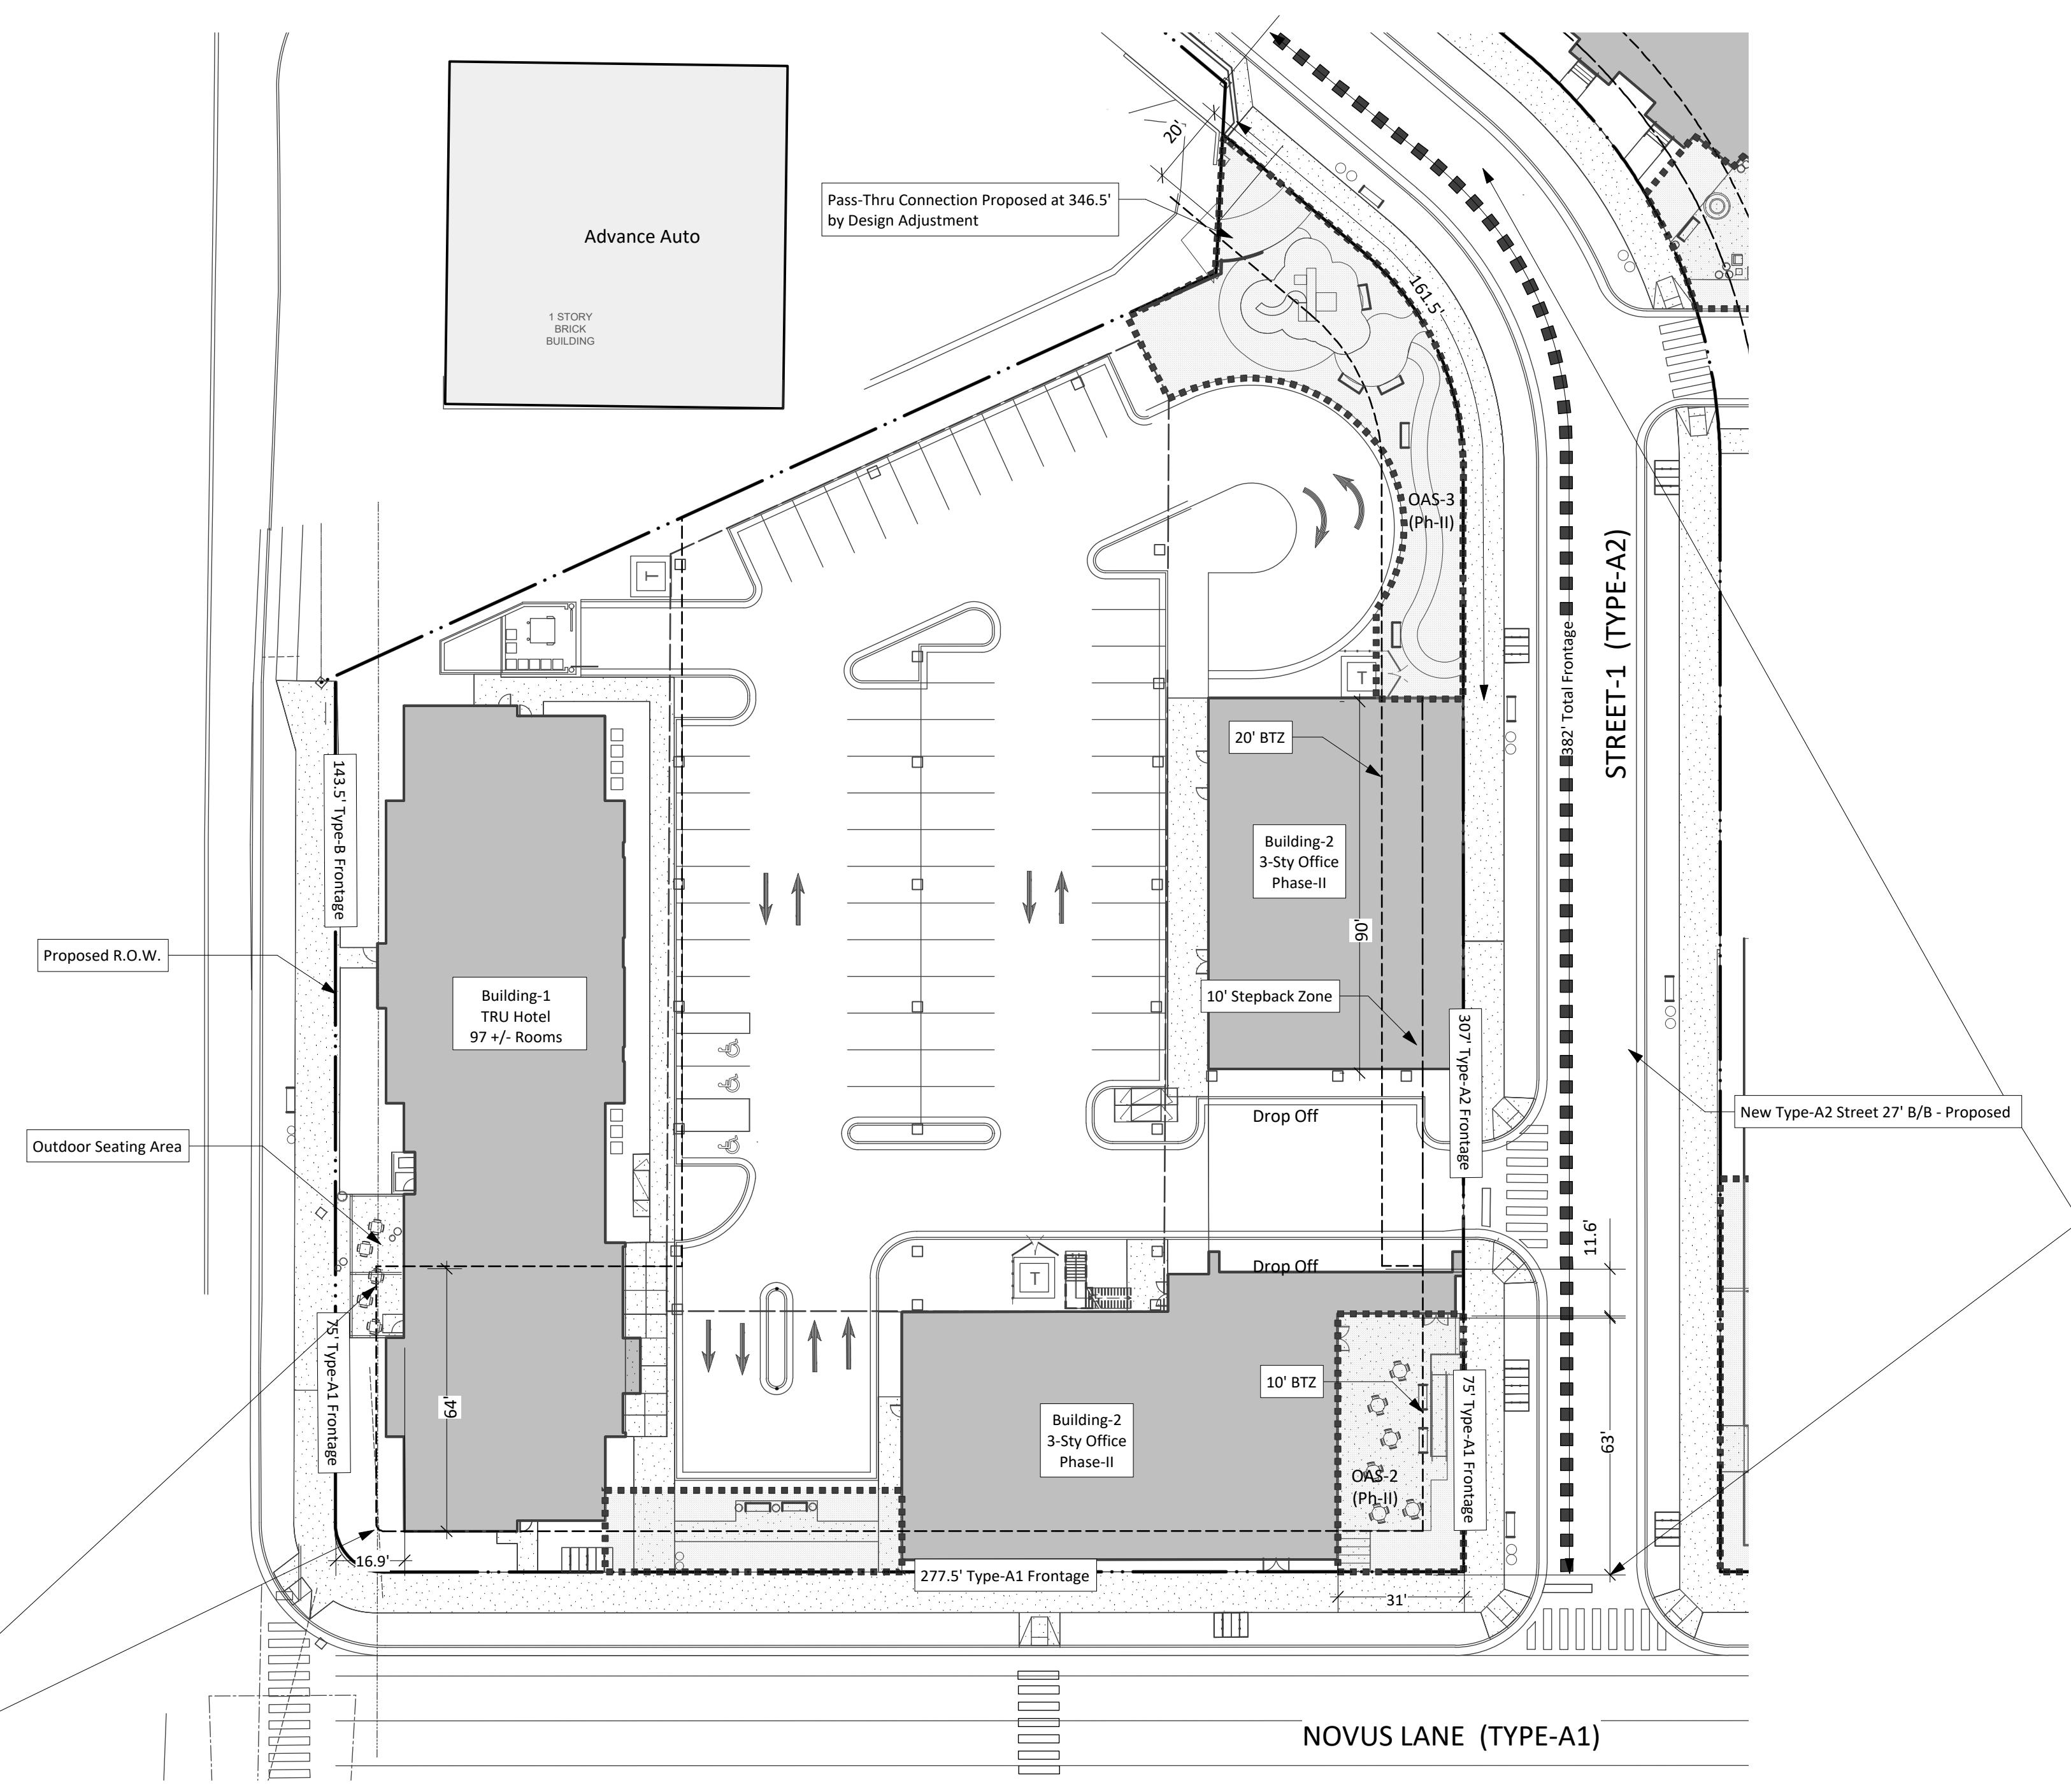 20'
Pass-Thru Connection Proposed at 346.5'
by Design Adjustment
Advance Auto
1 STORY
BRICK
BUILDING
161.5'
OAS-3
(Ph-II)
STREET-1 (TYPE-A2)
382' Total Frontage
T
T
20' BTZ
143.5' Type-B Frontage
Building-2
3-Sty Office
Phase-II
90'
Proposed R.O.W.
Building-1
TRU Hotel
97 +/- Rooms
10' Stepback Zone
307' Type-A2 Frontage
New Type-A2 Street 27' B/B - Proposed
Drop Off
Outdoor Seating Area
11.6'
Drop Off
T
75' Type-A1 Frontage
64'
10' BTZ
75' Type-A1 Frontage
Building-2
3-Sty Office
Phase-II
63'
OAS-2
(Ph-II)
16.9'
277.5' Type-A1 Frontage
31'
NOVUS LANE (TYPE-A1)